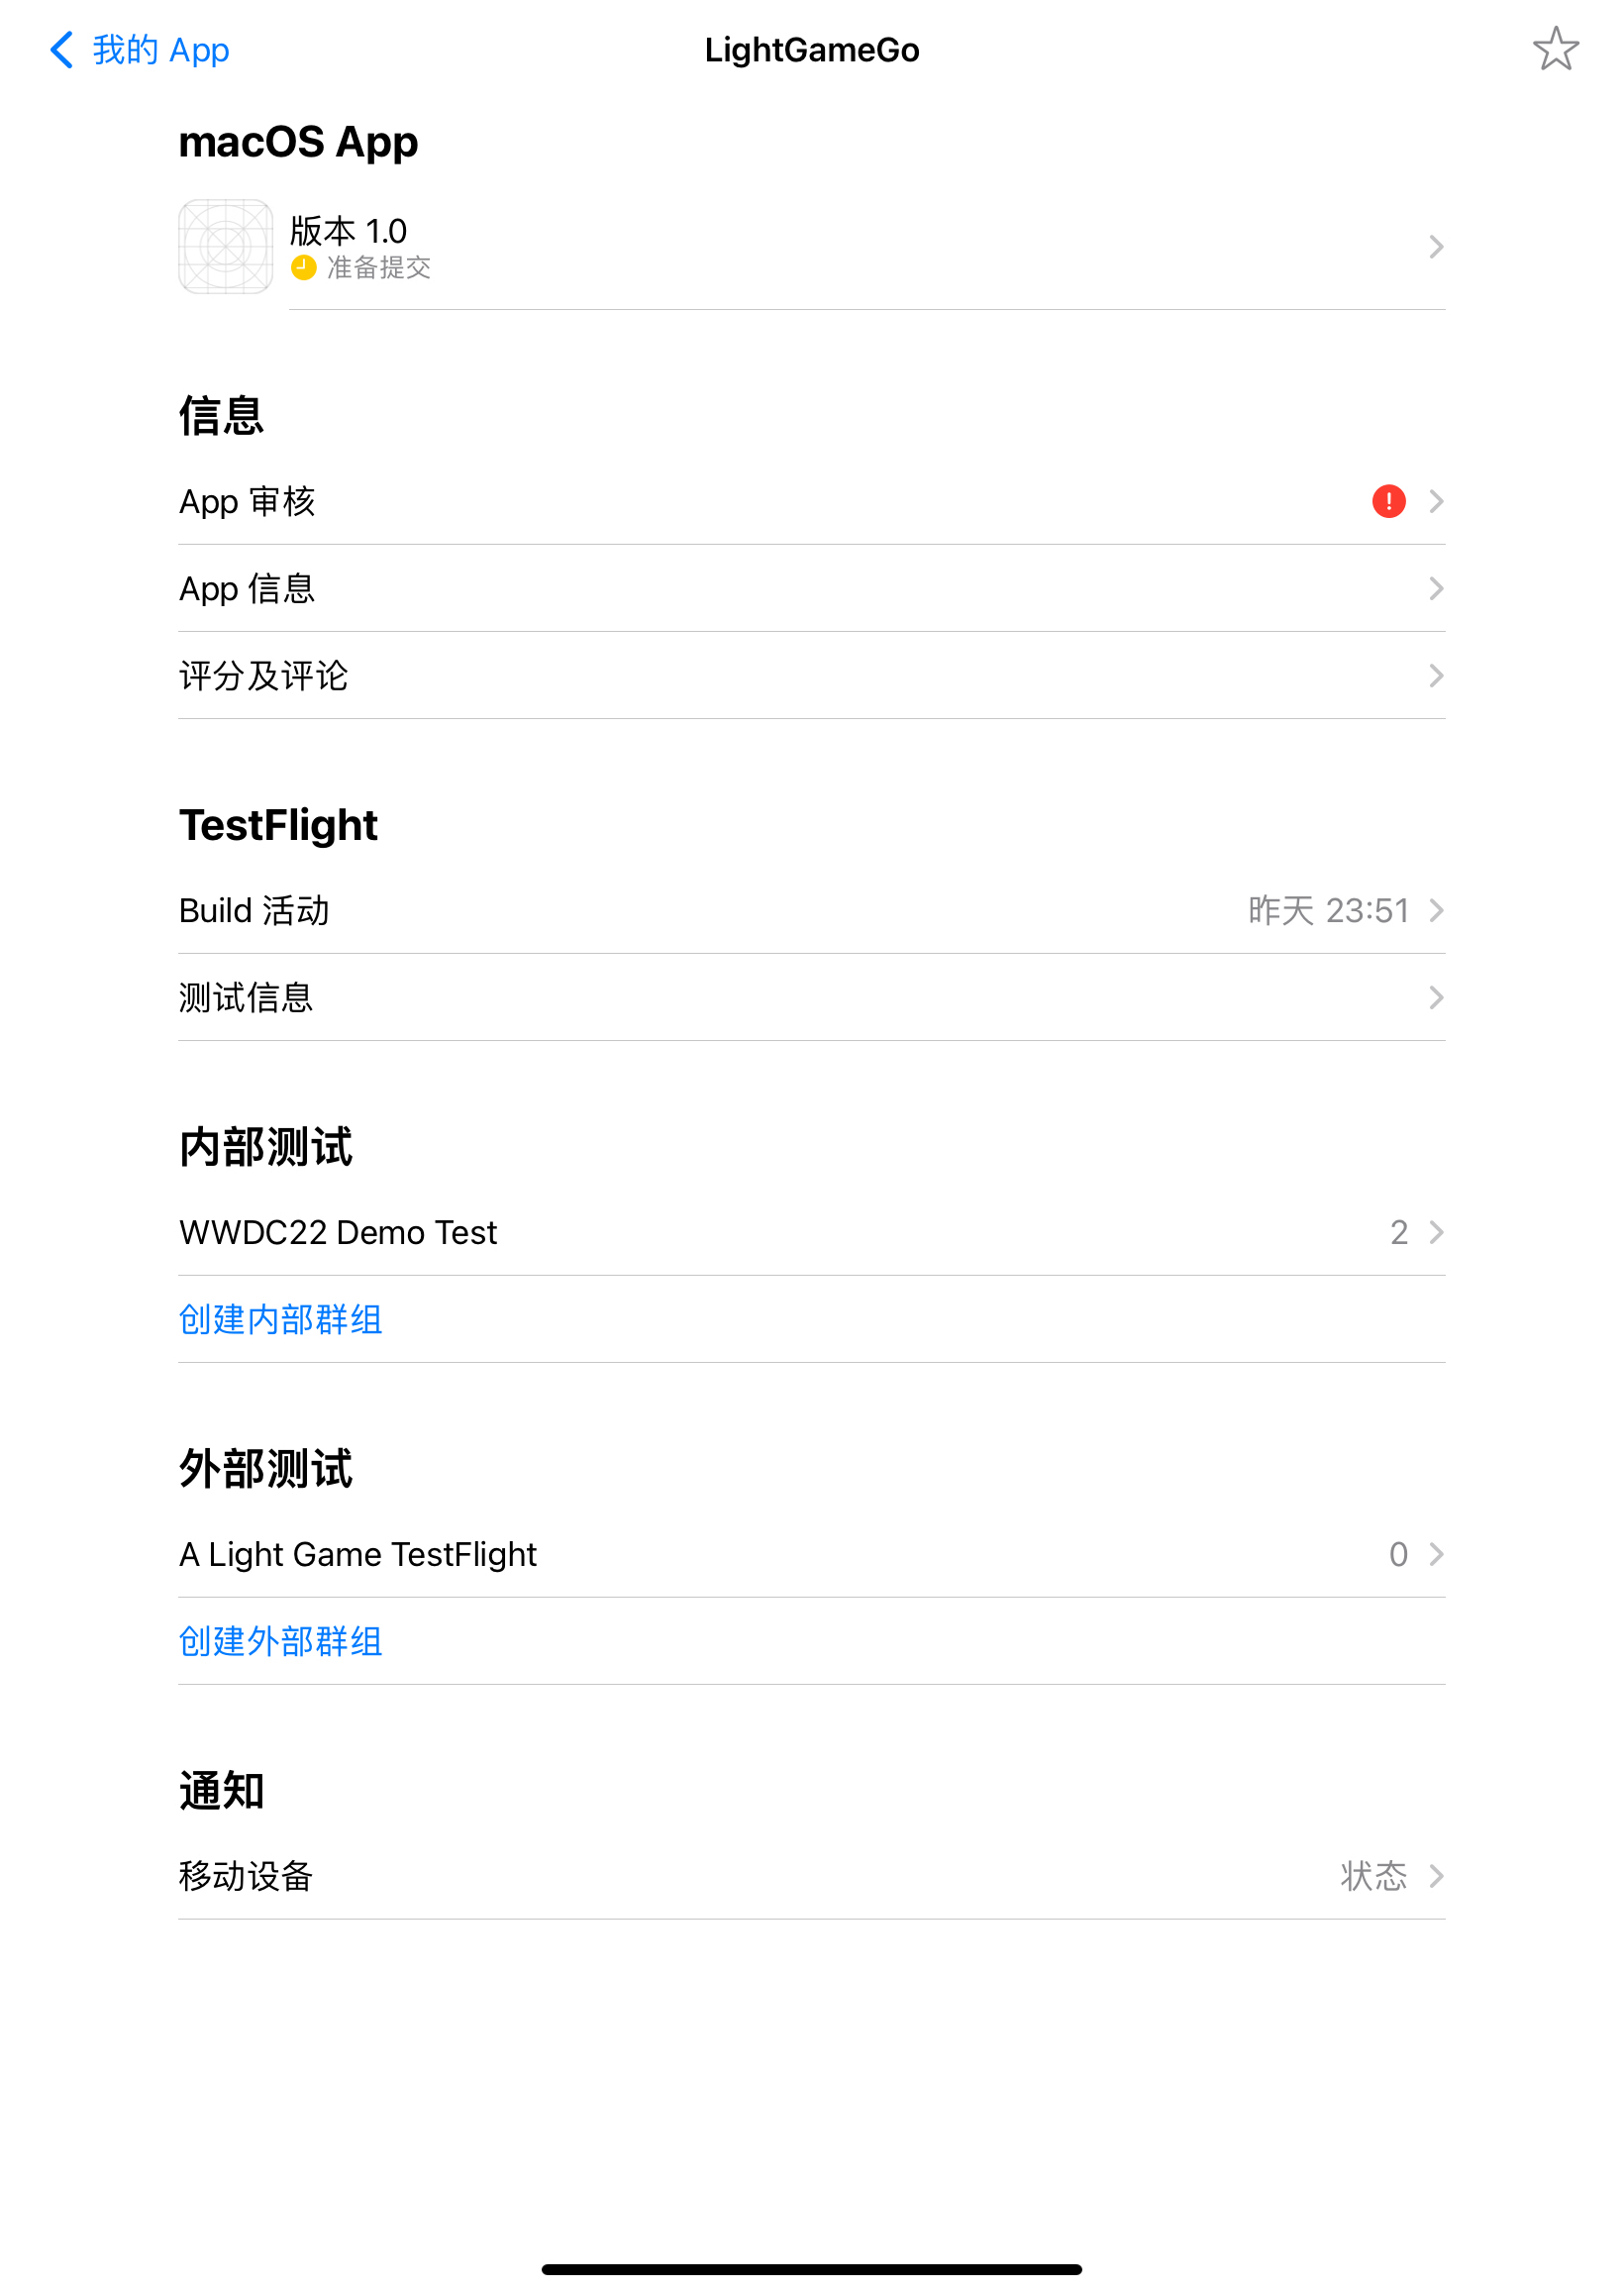 我的 App
LightGameGo
macOS App
版本 1.0
准备提交
信息
App 审核
App 信息
评分及评论
TestFlight
Build 活动
昨天 23:51
测试信息
内部测试
WWDC22 Demo Test
2
创建内部群组
外部测试
A Light Game TestFlight
0
创建外部群组
通知
移动设备
状态